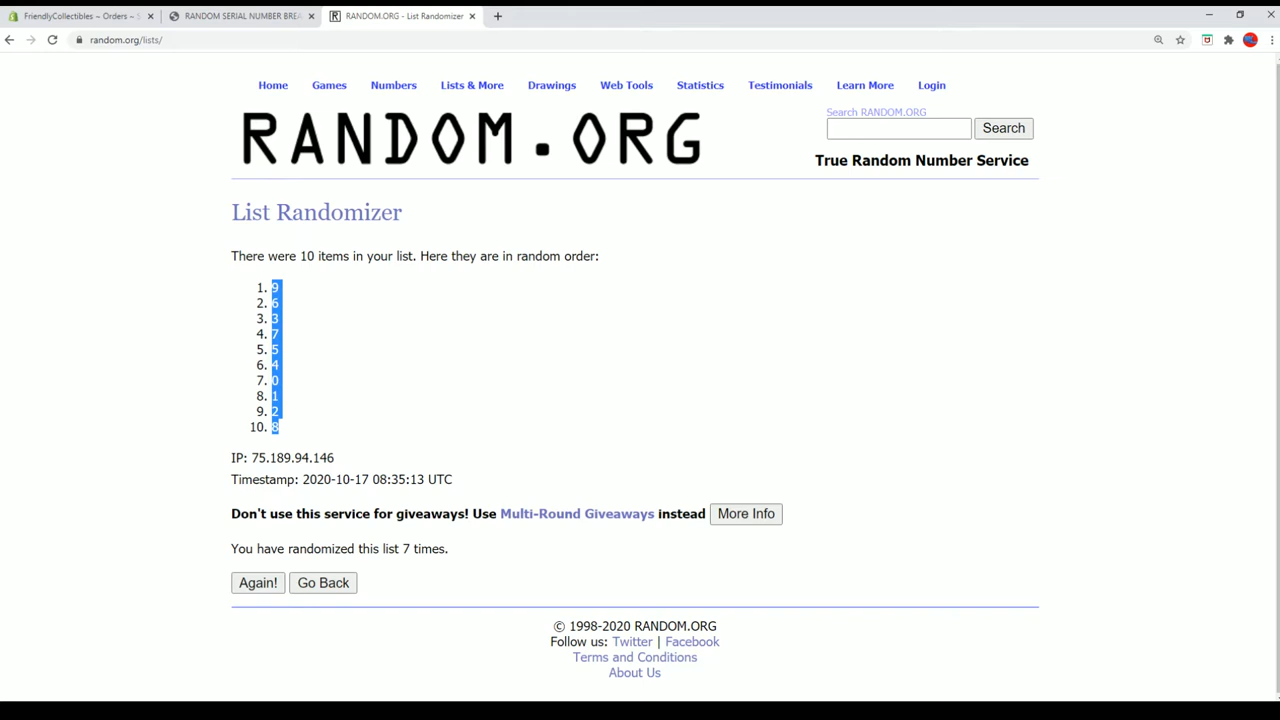 FriendlyCollectibles ~ Orders ~ S
RANDOM SERIAL NUMBER BREA
RANDOM.ORG - List Randomizer
random.org/lists/
Home Games Numbers Lists & More Drawings Web Tools Statistics Testimonials Learn More Login
RANDOM.ORG
Search RANDOM.ORG
Search
True Random Number Service
List Randomizer
There were 10 items in your list. Here they are in random order:
1. 9
2. 6
3. 3
4. 7
5. 5
6. 4
7. 0
8. 1
9. 2
10. 8
IP: 75.189.94.146
Timestamp: 2020-10-17 08:35:13 UTC
Don't use this service for giveaways! Use Multi-Round Giveaways instead More Info
You have randomized this list 7 times.
Again! Go Back
© 1998-2020 RANDOM.ORG
Follow us: Twitter | Facebook
Terms and Conditions
About Us